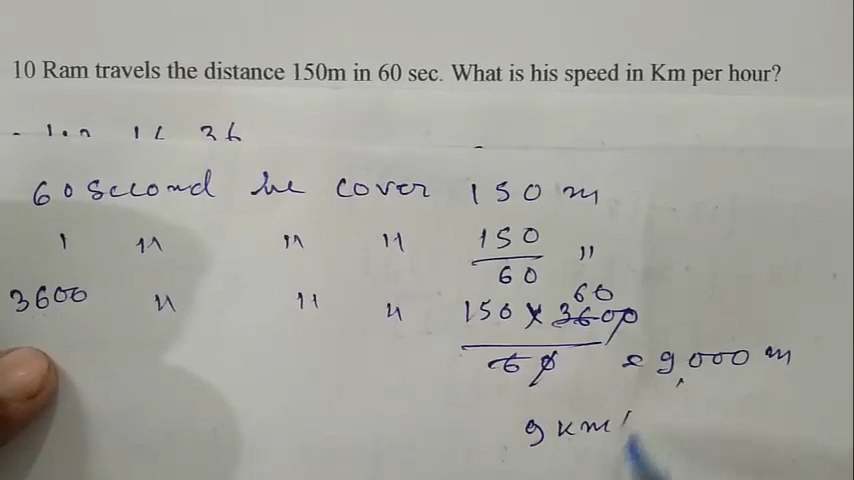 10 Ram travels the distance 150m in 60 sec. What is his speed in Km per hour?
60 second he cover 150 m
1 " " " 150/60 "
3600 " " " 150 x 3600/60 60 = 9,000 m
9 km/